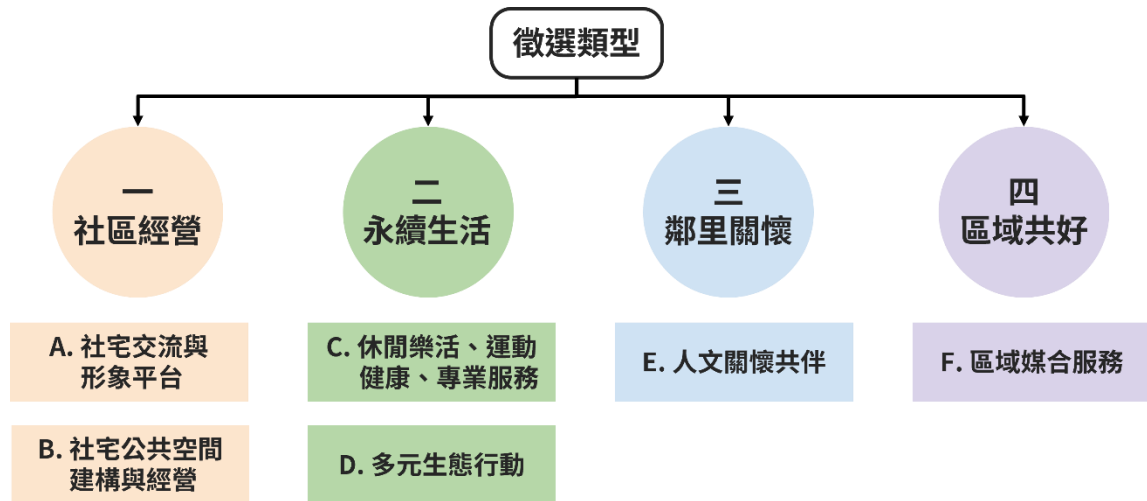 徵選類型
一
社區經營
二
永續生活
三
鄰里關懷
四
區域共好
A. 社宅交流與
形象平台
C. 休閒樂活、運動
健康、專業服務
E. 人文關懷共伴
F. 區域媒合服務
B. 社宅公共空間
建構與經營
D. 多元生態行動